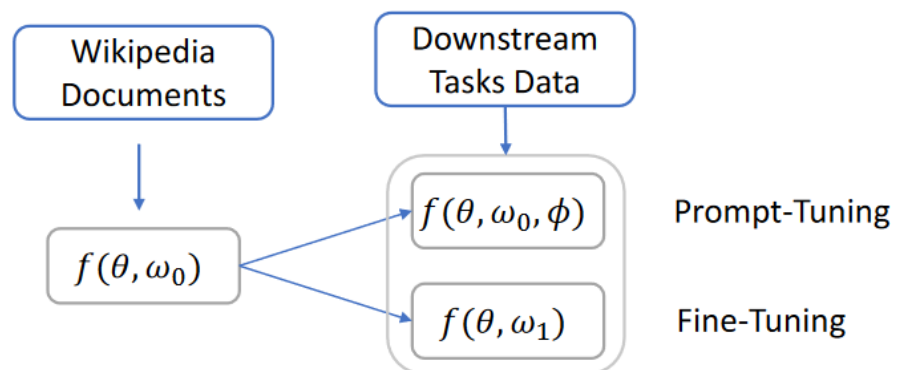 Wikipedia
Documents
Downstream
Tasks Data
f(θ, ω₀, ϕ)
Prompt-Tuning
f(θ, ω₀)
f(θ, ω₁)
Fine-Tuning